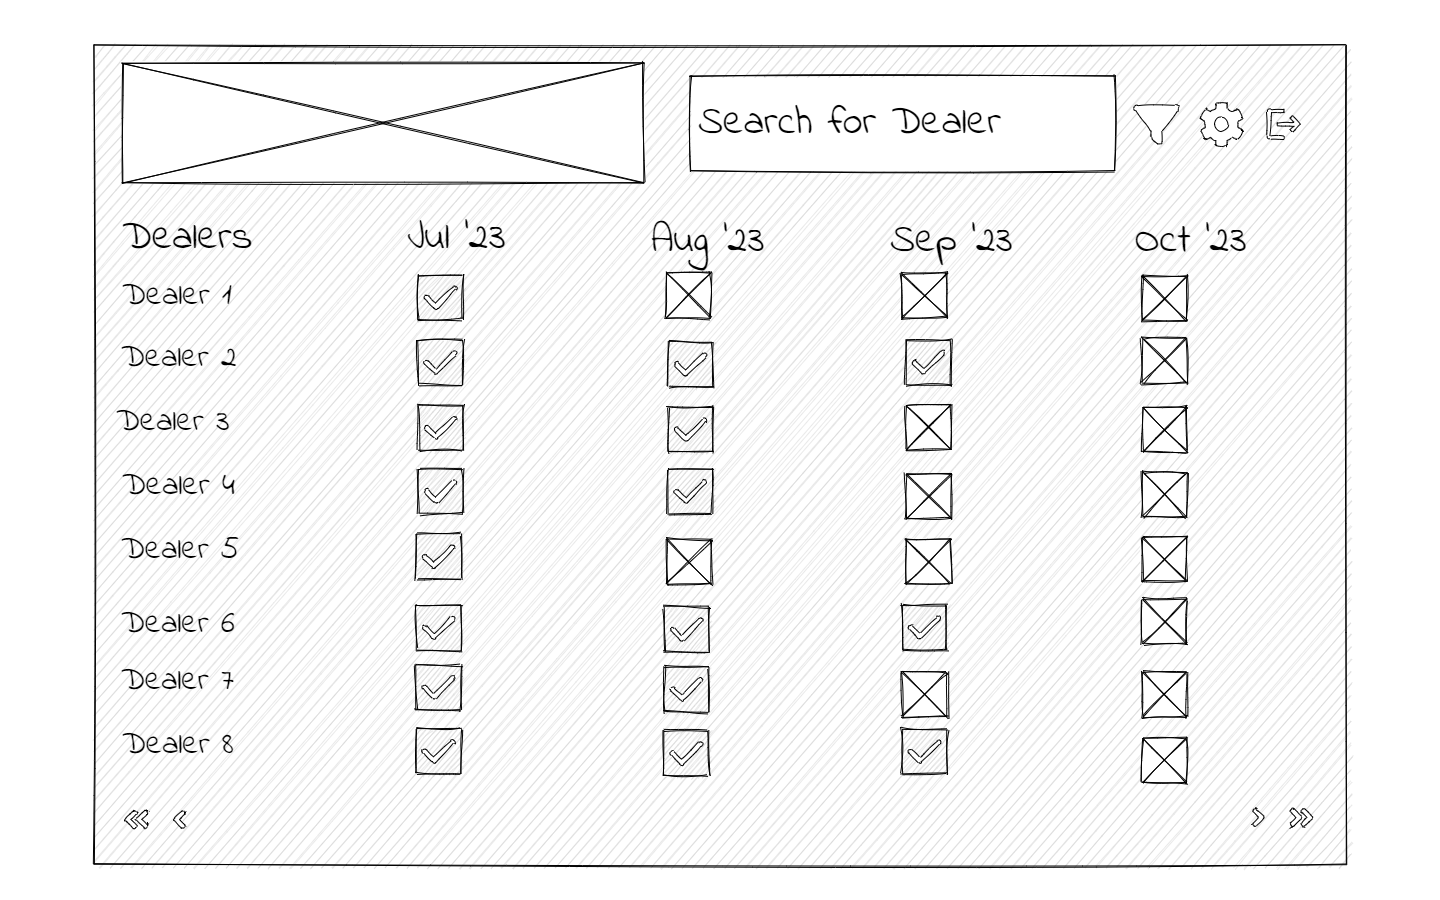 Search for Dealer
Dealers Jul '23 Aug '23 Sep '23 Oct '23
Dealer 1
Dealer 2
Dealer 3
Dealer 4
Dealer 5
Dealer 6
Dealer 7
Dealer 8